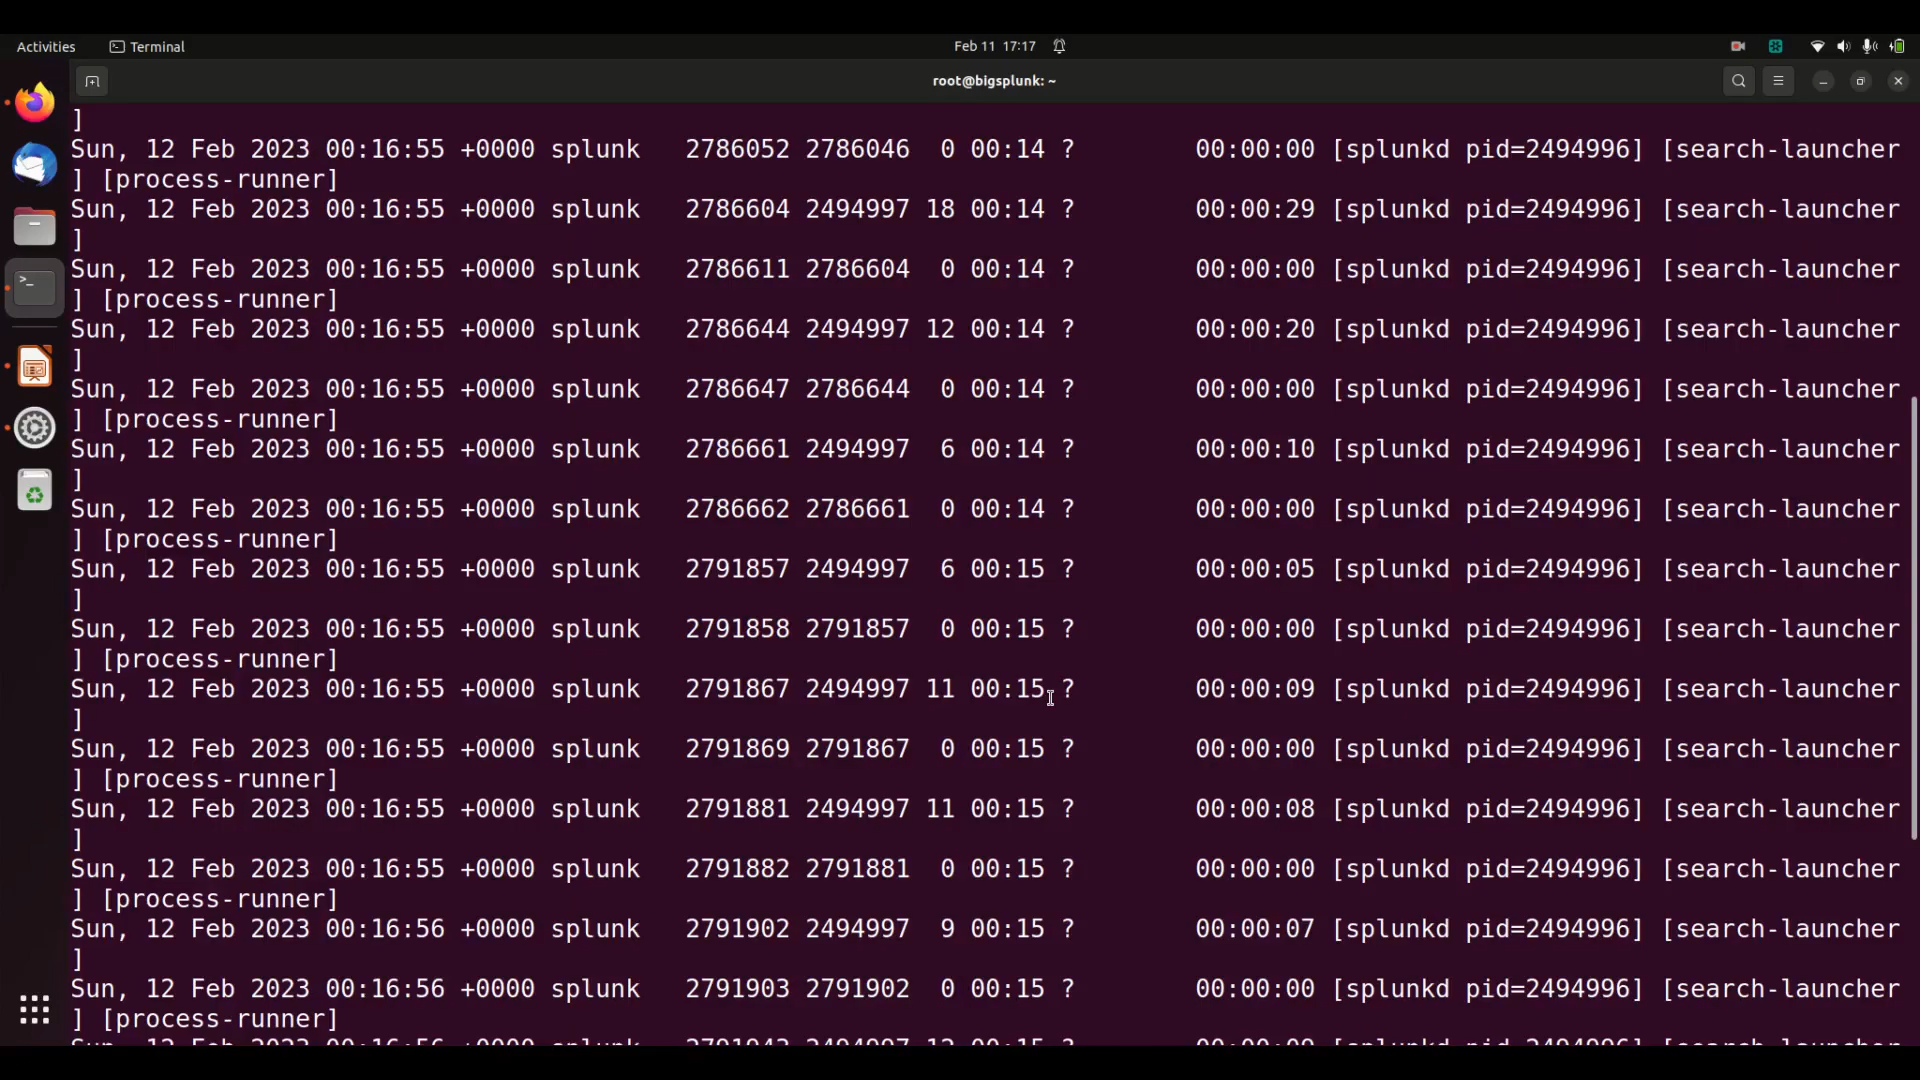 Activities Terminal Feb 11 17:17
root@bigsplunk: ~
]
Sun, 12 Feb 2023 00:16:55 +0000 splunk   2786052 2786046  0 00:14 ?        00:00:00 [splunkd pid=2494996] [search-launcher
] [process-runner]
Sun, 12 Feb 2023 00:16:55 +0000 splunk   2786604 2494997 18 00:14 ?        00:00:29 [splunkd pid=2494996] [search-launcher
]
Sun, 12 Feb 2023 00:16:55 +0000 splunk   2786611 2786604  0 00:14 ?        00:00:00 [splunkd pid=2494996] [search-launcher
] [process-runner]
Sun, 12 Feb 2023 00:16:55 +0000 splunk   2786644 2494997 12 00:14 ?        00:00:20 [splunkd pid=2494996] [search-launcher
]
Sun, 12 Feb 2023 00:16:55 +0000 splunk   2786647 2786644  0 00:14 ?        00:00:00 [splunkd pid=2494996] [search-launcher
] [process-runner]
Sun, 12 Feb 2023 00:16:55 +0000 splunk   2786661 2494997  6 00:14 ?        00:00:10 [splunkd pid=2494996] [search-launcher
]
Sun, 12 Feb 2023 00:16:55 +0000 splunk   2786662 2786661  0 00:14 ?        00:00:00 [splunkd pid=2494996] [search-launcher
] [process-runner]
Sun, 12 Feb 2023 00:16:55 +0000 splunk   2791857 2494997  6 00:15 ?        00:00:05 [splunkd pid=2494996] [search-launcher
]
Sun, 12 Feb 2023 00:16:55 +0000 splunk   2791858 2791857  0 00:15 ?        00:00:00 [splunkd pid=2494996] [search-launcher
] [process-runner]
Sun, 12 Feb 2023 00:16:55 +0000 splunk   2791867 2494997 11 00:15 ?        00:00:09 [splunkd pid=2494996] [search-launcher
]
Sun, 12 Feb 2023 00:16:55 +0000 splunk   2791869 2791867  0 00:15 ?        00:00:00 [splunkd pid=2494996] [search-launcher
] [process-runner]
Sun, 12 Feb 2023 00:16:55 +0000 splunk   2791881 2494997 11 00:15 ?        00:00:08 [splunkd pid=2494996] [search-launcher
]
Sun, 12 Feb 2023 00:16:55 +0000 splunk   2791882 2791881  0 00:15 ?        00:00:00 [splunkd pid=2494996] [search-launcher
] [process-runner]
Sun, 12 Feb 2023 00:16:56 +0000 splunk   2791902 2494997  9 00:15 ?        00:00:07 [splunkd pid=2494996] [search-launcher
]
Sun, 12 Feb 2023 00:16:56 +0000 splunk   2791903 2791902  0 00:15 ?        00:00:00 [splunkd pid=2494996] [search-launcher
] [process-runner]